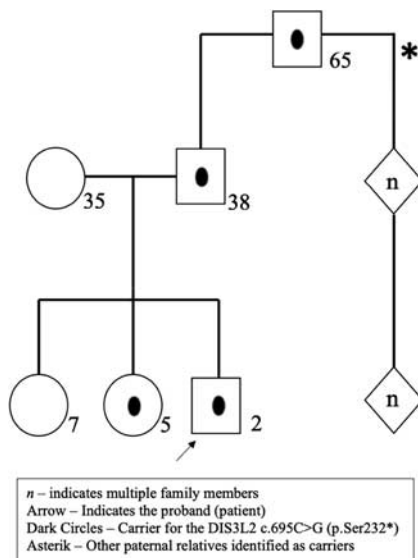 65
*
35
38
n
7
5
2
n
n – indicates multiple family members
Arrow – Indicates the proband (patient)
Dark Circles – Carrier for the DIS3L2 c.695C>G (p.Ser232*)
Asterik – Other paternal relatives identified as carriers